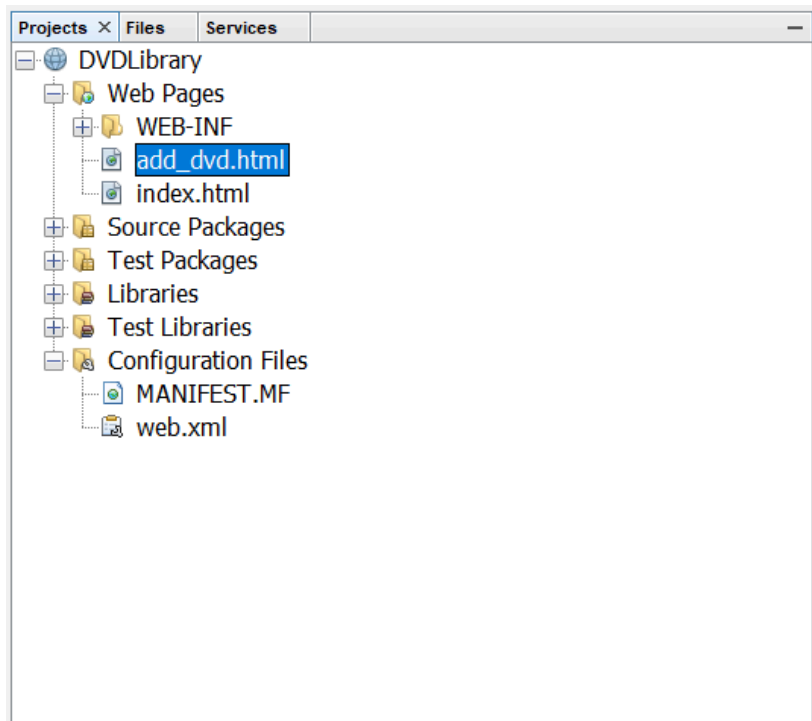 Projects Files Services
DVDLibrary
Web Pages
WEB-INF
add_dvd.html
index.html
Source Packages
Test Packages
Libraries
Test Libraries
Configuration Files
MANIFEST.MF
web.xml